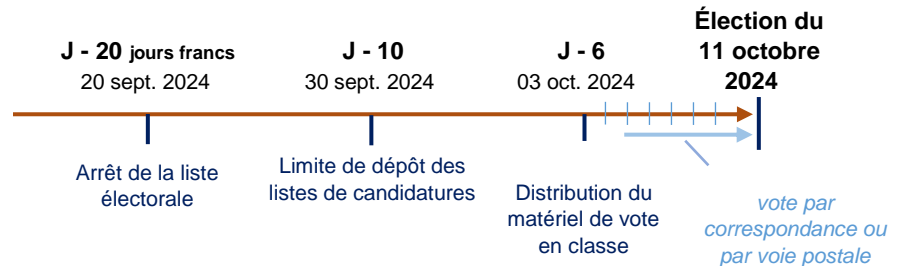 J - 20 jours francs
20 sept. 2024
Arrêt de la liste
électorale
J - 10
30 sept. 2024
Limite de dépôt des
listes de candidatures
J - 6
03 oct. 2024
Distribution du
matériel de vote
en classe
Élection du
11 octobre
2024
vote par
correspondance ou
par voie postale